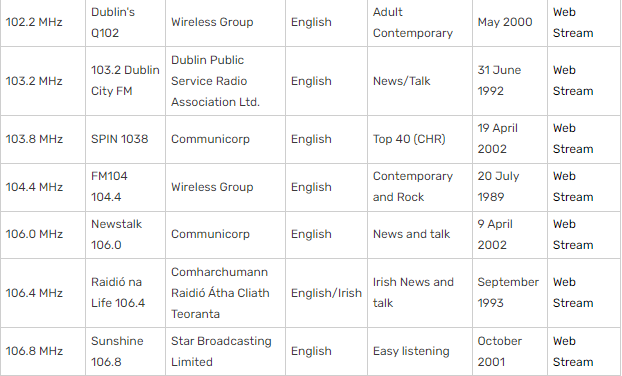 102.2 MHz Dublin's Q102 Wireless Group English Adult Contemporary May 2000 Web Stream
103.2 MHz 103.2 Dublin City FM Dublin Public Service Radio Association Ltd. English News/Talk 31 June 1992 Web Stream
103.8 MHz SPIN 1038 Communicorp English Top 40 (CHR) 19 April 2002 Web Stream
104.4 MHz FM104 104.4 Wireless Group English Contemporary and Rock 20 July 1989 Web Stream
106.0 MHz Newstalk 106.0 Communicorp English News and talk 9 April 2002 Web Stream
106.4 MHz Raidió na Life 106.4 Comharchumann Raidió Átha Cliath Teoranta English/Irish Irish News and talk September 1993 Web Stream
106.8 MHz Sunshine 106.8 Star Broadcasting Limited English Easy listening October 2001 Web Stream